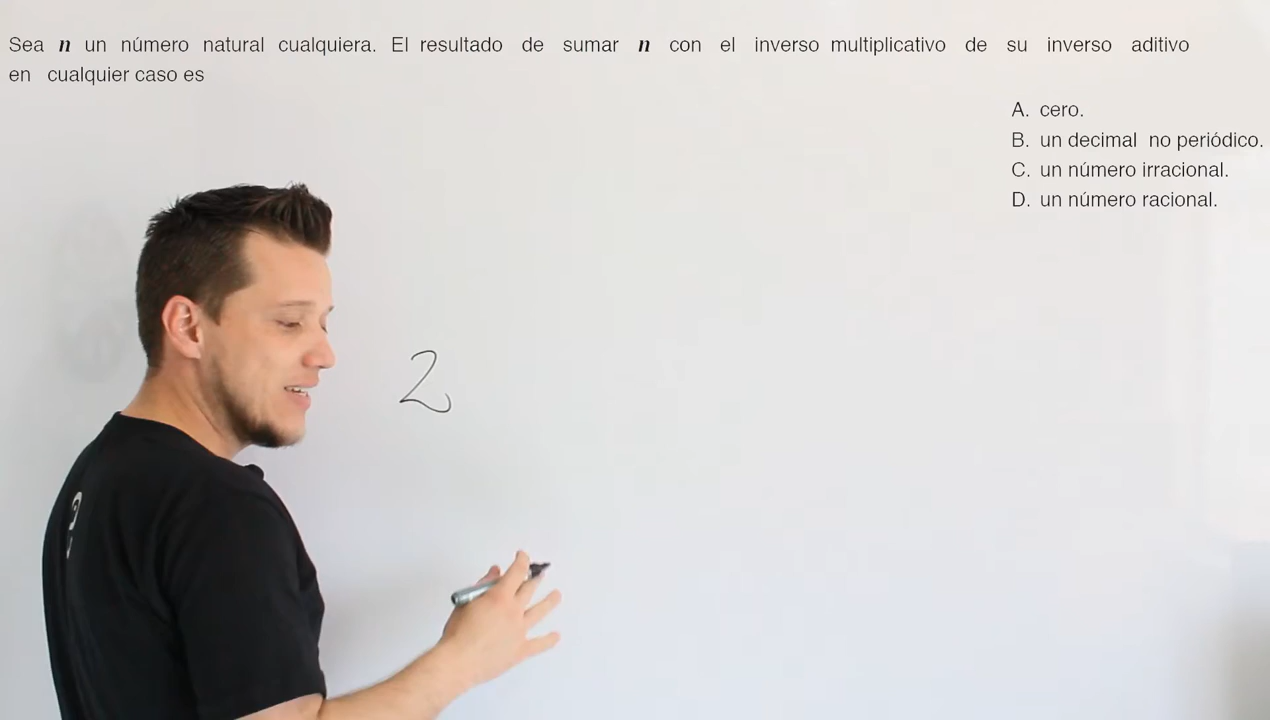 Sea n un número natural cualquiera. El resultado de sumar n con el inverso multiplicativo de su inverso aditivo
en cualquier caso es
A. cero.
B. un decimal no periódico.
C. un número irracional.
D. un número racional.
2